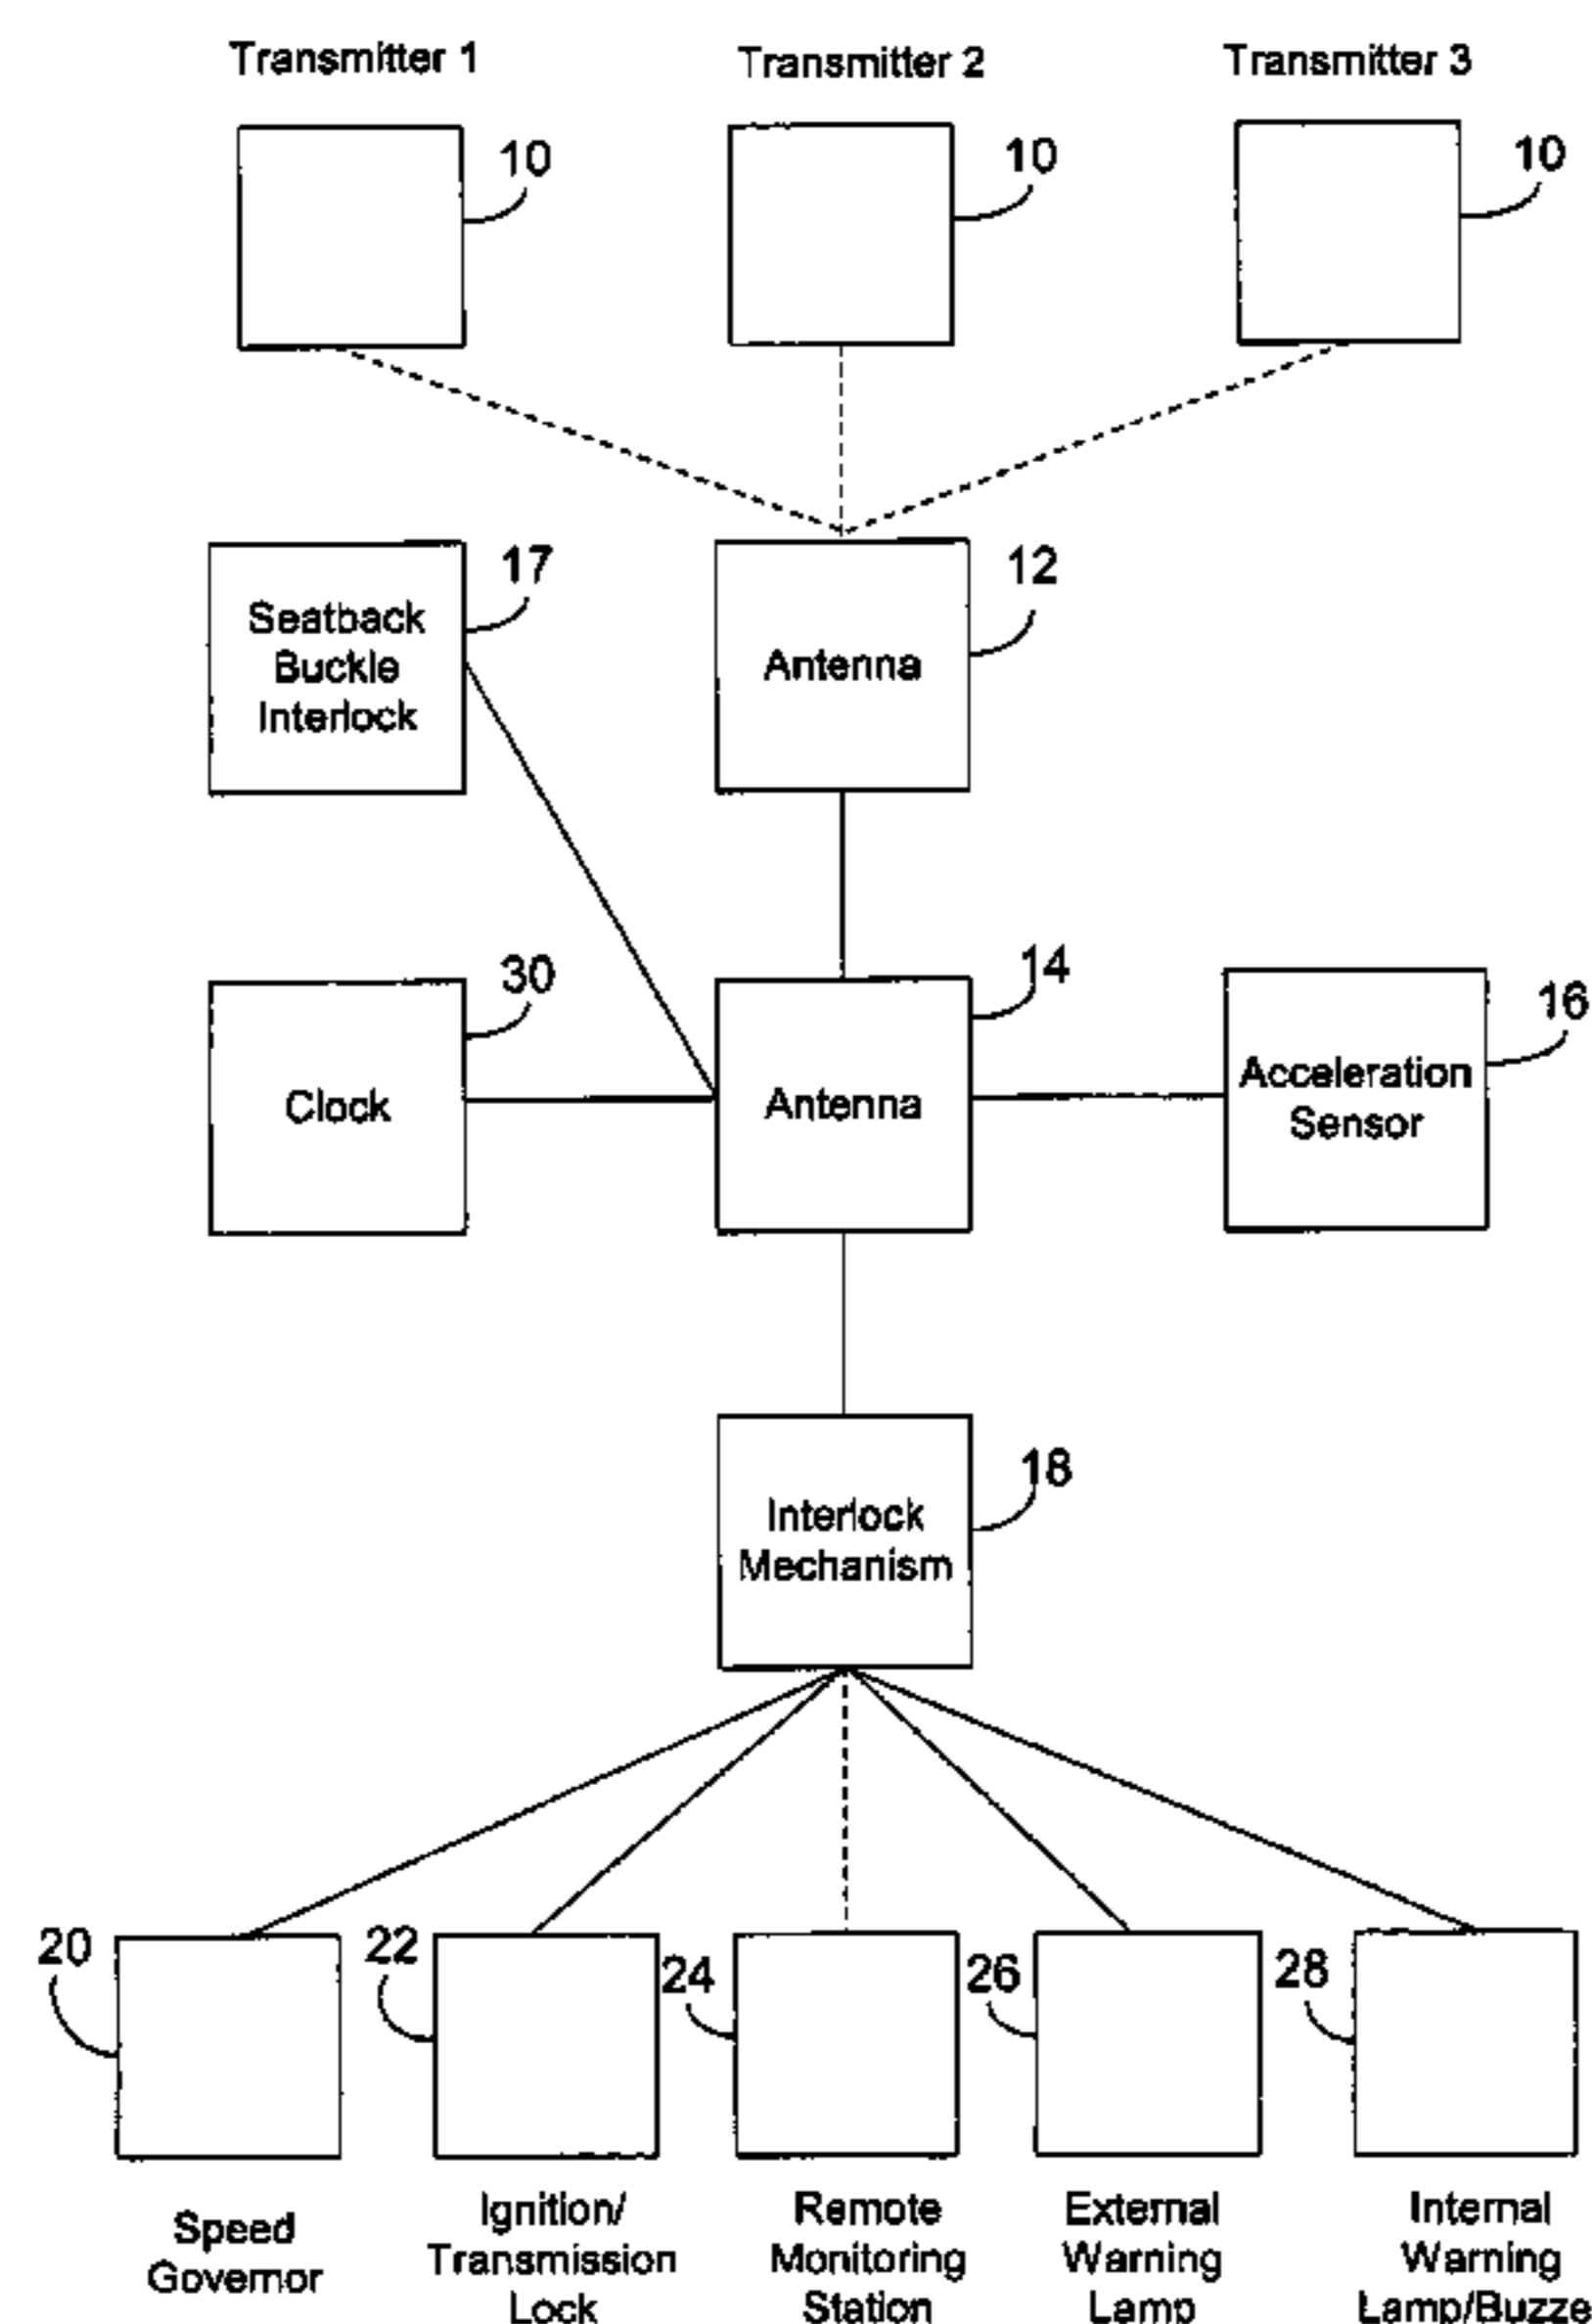 Transmitter 1
Transmitter 2
Transmitter 3
10
10
10
17
12
Seatback
Buckle
Interlock
Antenna
30
14
16
Clock
Antenna
Acceleration
Sensor
18
Interlock
Mechanism
20
22
24
26
28
Speed
Governor
Ignition/
Transmission
Lock
Remote
Monitoring
Station
External
Warning
Lamp
Internal
Warning
Lamp/Buzze